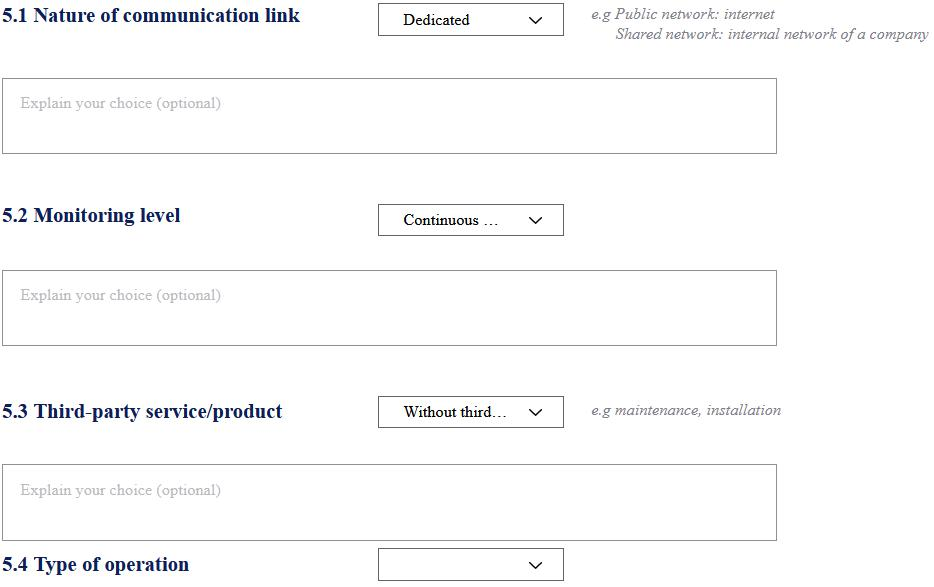 5.1 Nature of communication link
Dedicated
e.g Public network: internet
Shared network: internal network of a company
Explain your choice (optional)
5.2 Monitoring level
Continuous ...
Explain your choice (optional)
5.3 Third-party service/product
Without third...
e.g maintenance, installation
Explain your choice (optional)
5.4 Type of operation